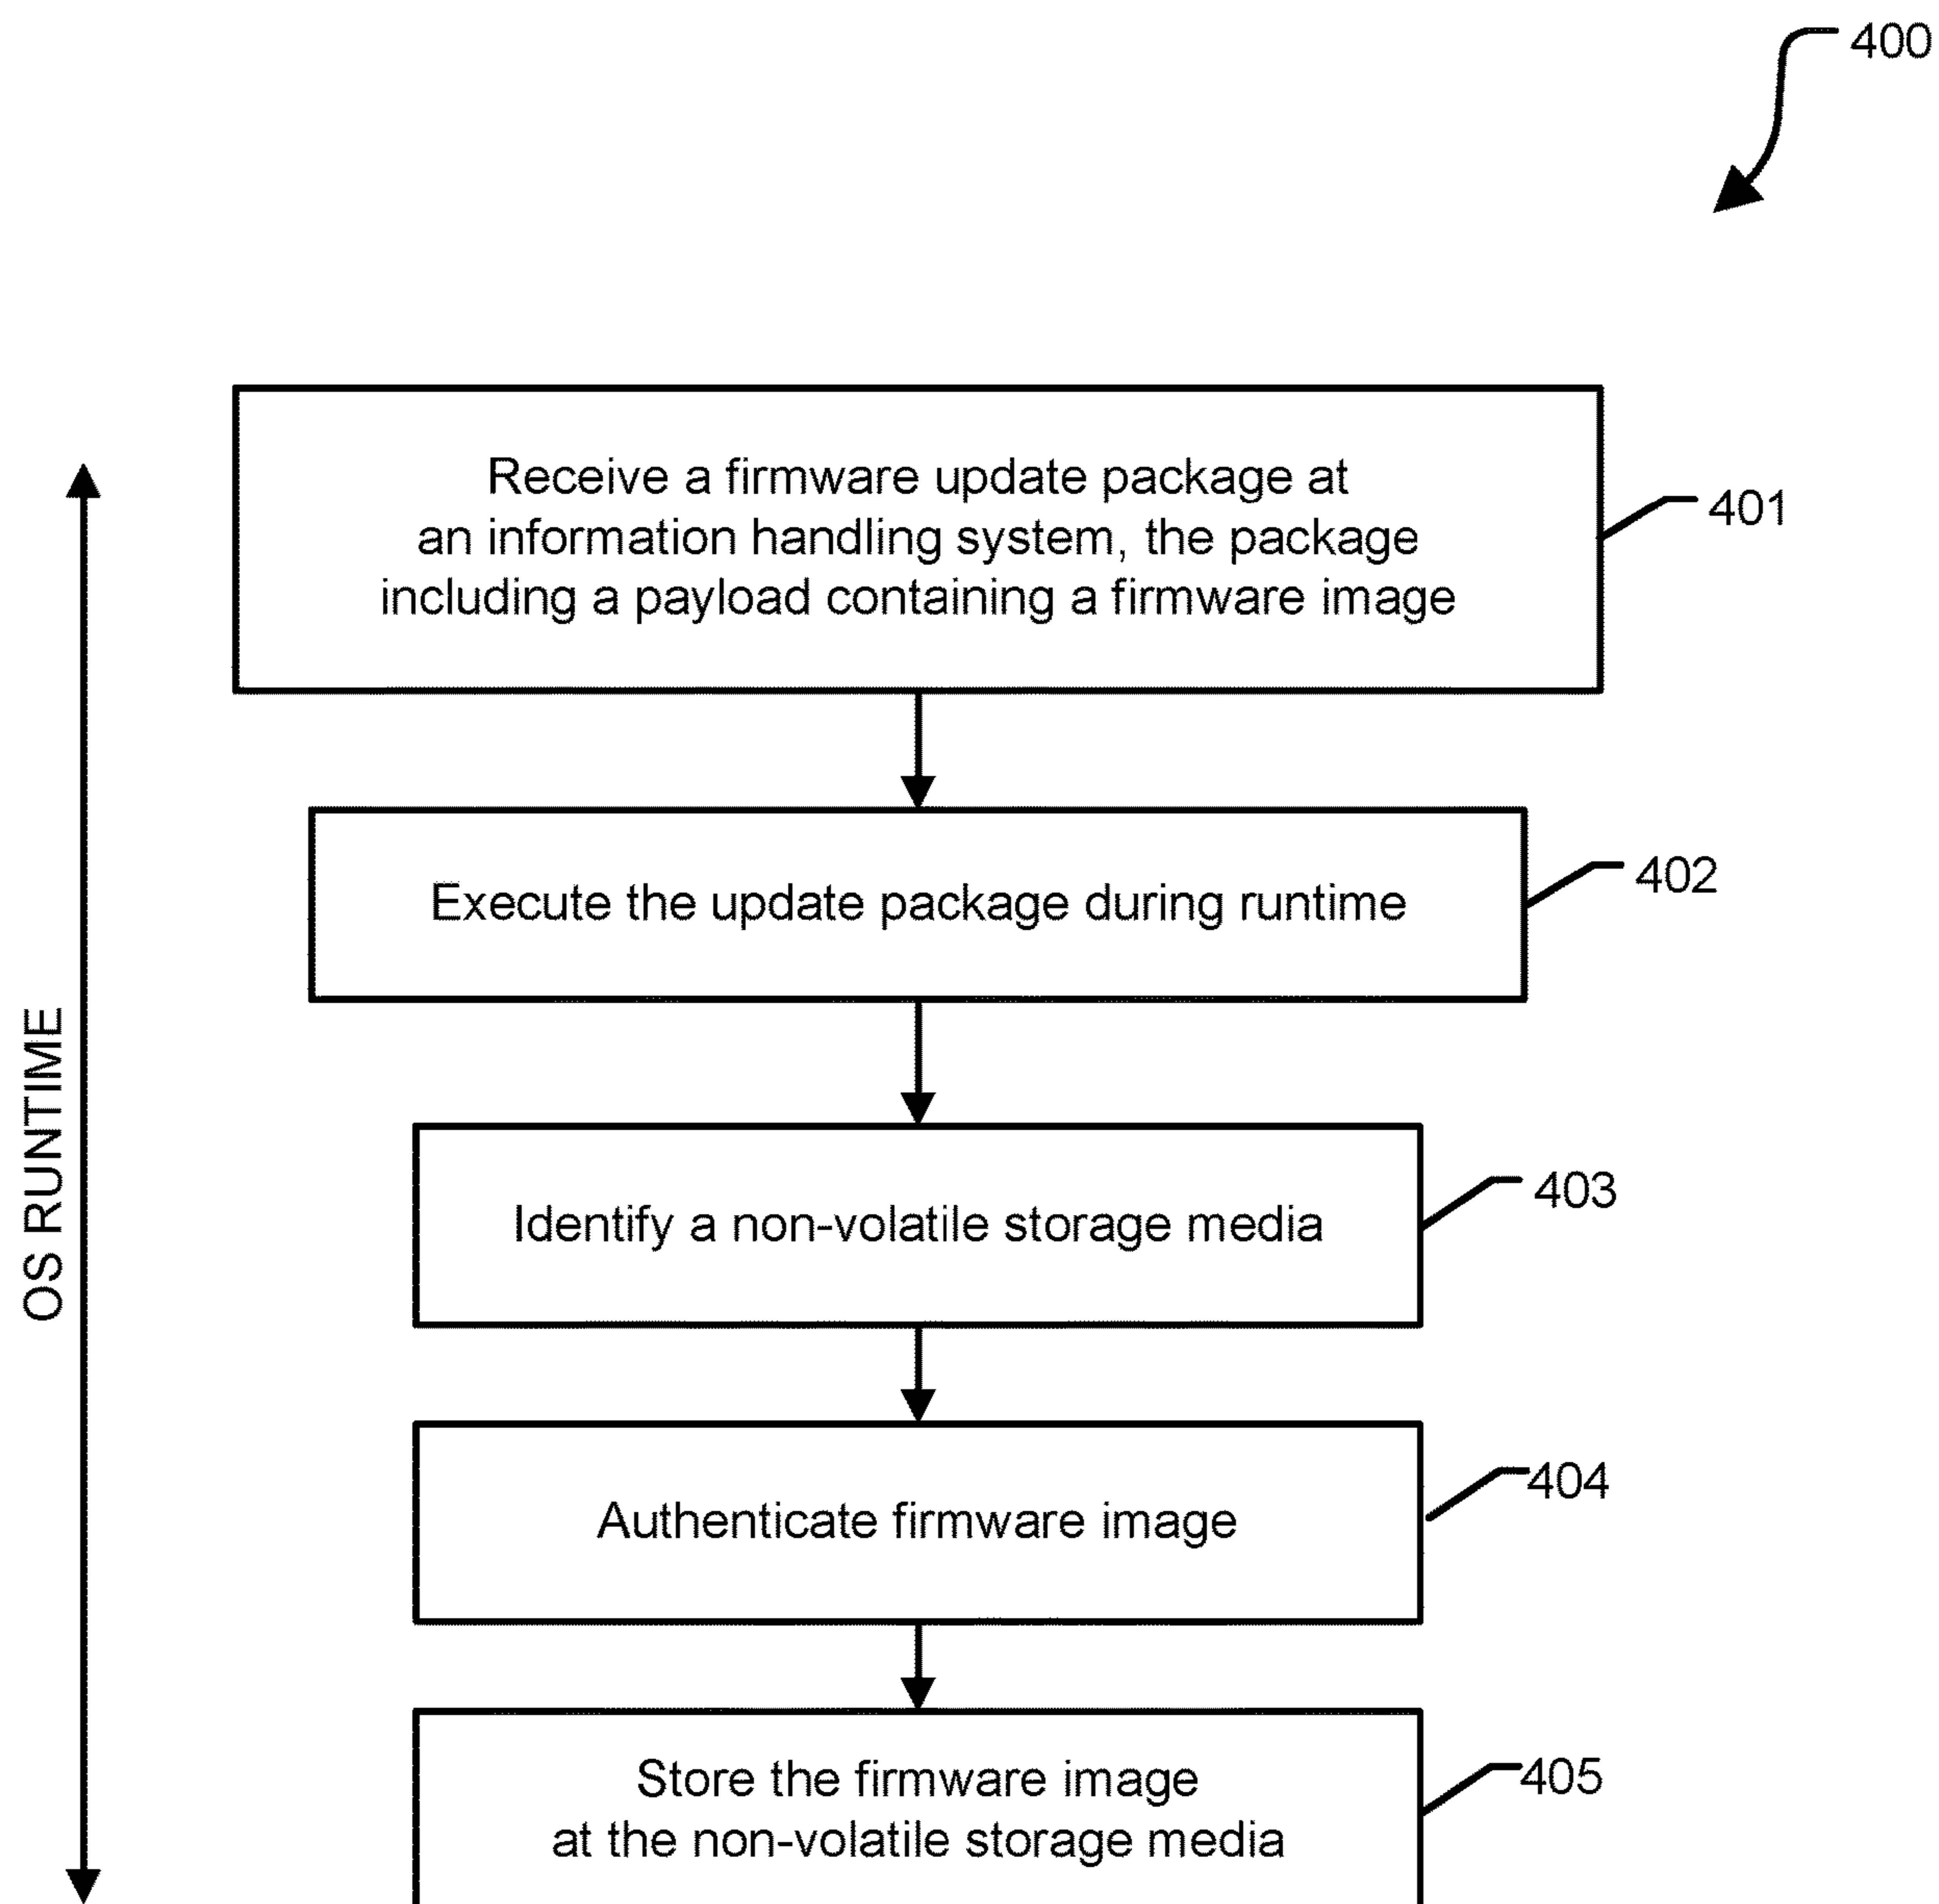 400
Receive a firmware update package at
an information handling system, the package
including a payload containing a firmware image
401
Execute the update package during runtime
402
OS RUNTIME
Identify a non-volatile storage media
403
Authenticate firmware image
404
Store the firmware image
at the non-volatile storage media
405